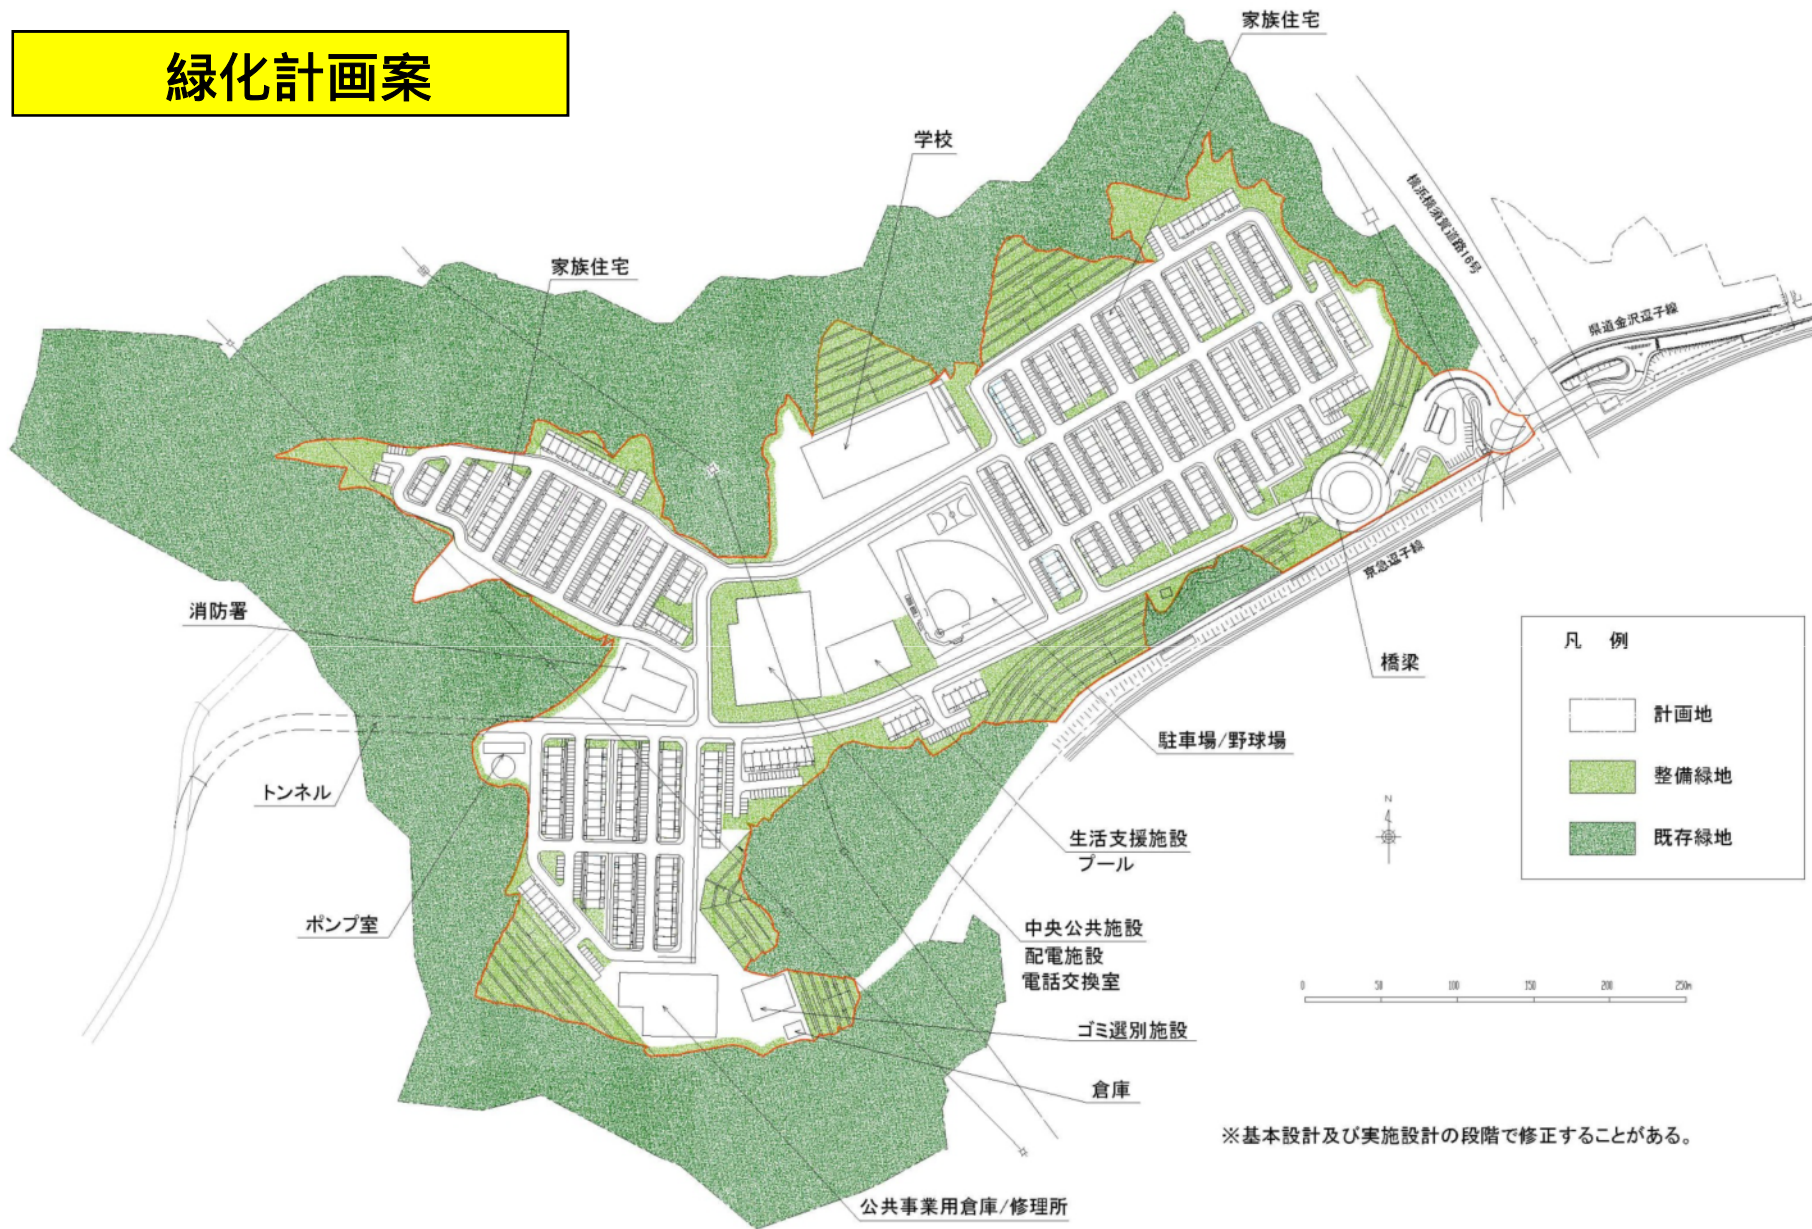 緑化計画案
家族住宅
学校
家族住宅
横浜横須賀道路16号
県道金沢逗子線
消防署
京急逗子線
橋梁
凡 例
計画地
整備緑地
既存緑地
駐車場/野球場
トンネル
N
生活支援施設
プール
ポンプ室
中央公共施設
配電施設
電話交換室
0 50 100 150 200 250m
ゴミ選別施設
倉庫
※基本設計及び実施設計の段階で修正することがある。
公共事業用倉庫/修理所